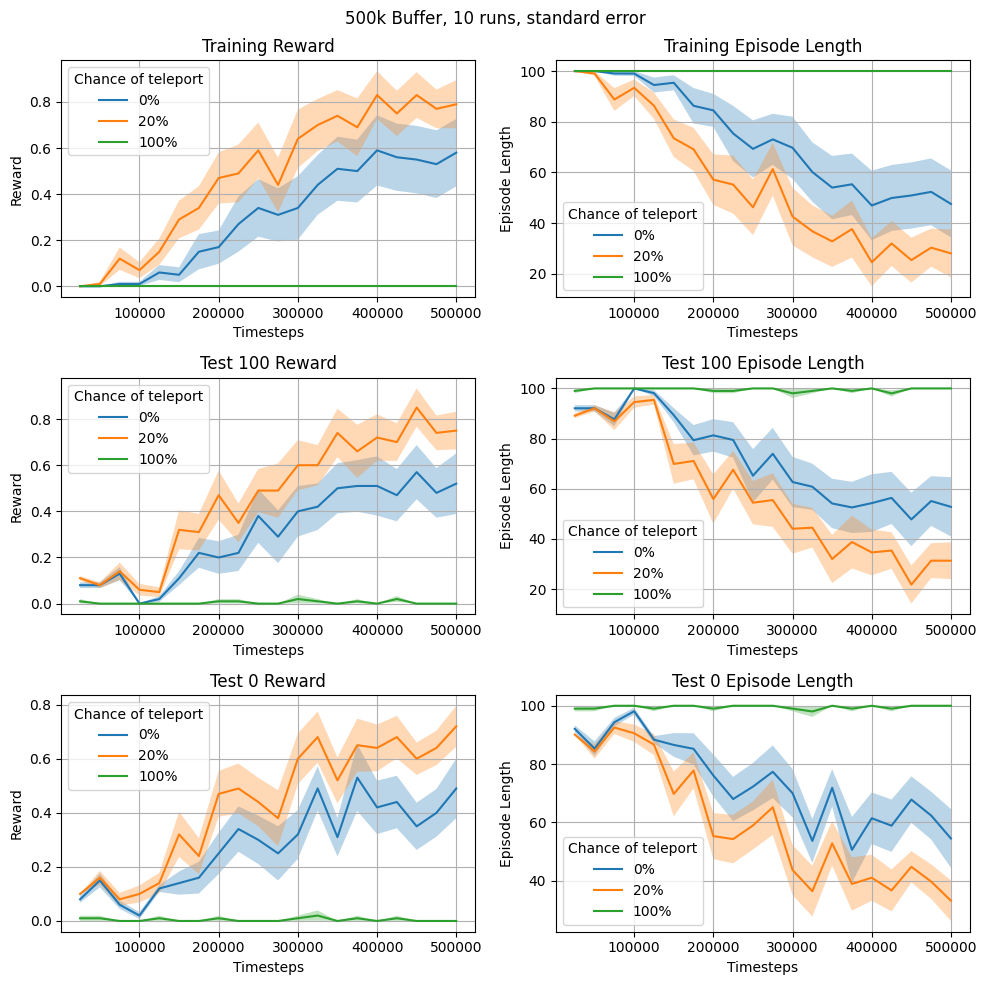 500k Buffer, 10 runs, standard error
Training Reward
Chance of teleport
0%
20%
100%
0.8
0.6
0.4
0.2
0.0
Reward
100000 200000 300000 400000 500000
Timesteps
Training Episode Length
100
80
60
40
20
Episode Length
Chance of teleport
0%
20%
100%
100000 200000 300000 400000 500000
Timesteps
Test 100 Reward
Chance of teleport
0%
20%
100%
0.8
0.6
0.4
0.2
0.0
Reward
100000 200000 300000 400000 500000
Timesteps
Test 100 Episode Length
100
80
60
40
20
Episode Length
Chance of teleport
0%
20%
100%
100000 200000 300000 400000 500000
Timesteps
Test 0 Reward
Chance of teleport
0%
20%
100%
0.8
0.6
0.4
0.2
0.0
Reward
100000 200000 300000 400000 500000
Timesteps
Test 0 Episode Length
100
80
60
40
Episode Length
Chance of teleport
0%
20%
100%
100000 200000 300000 400000 500000
Timesteps